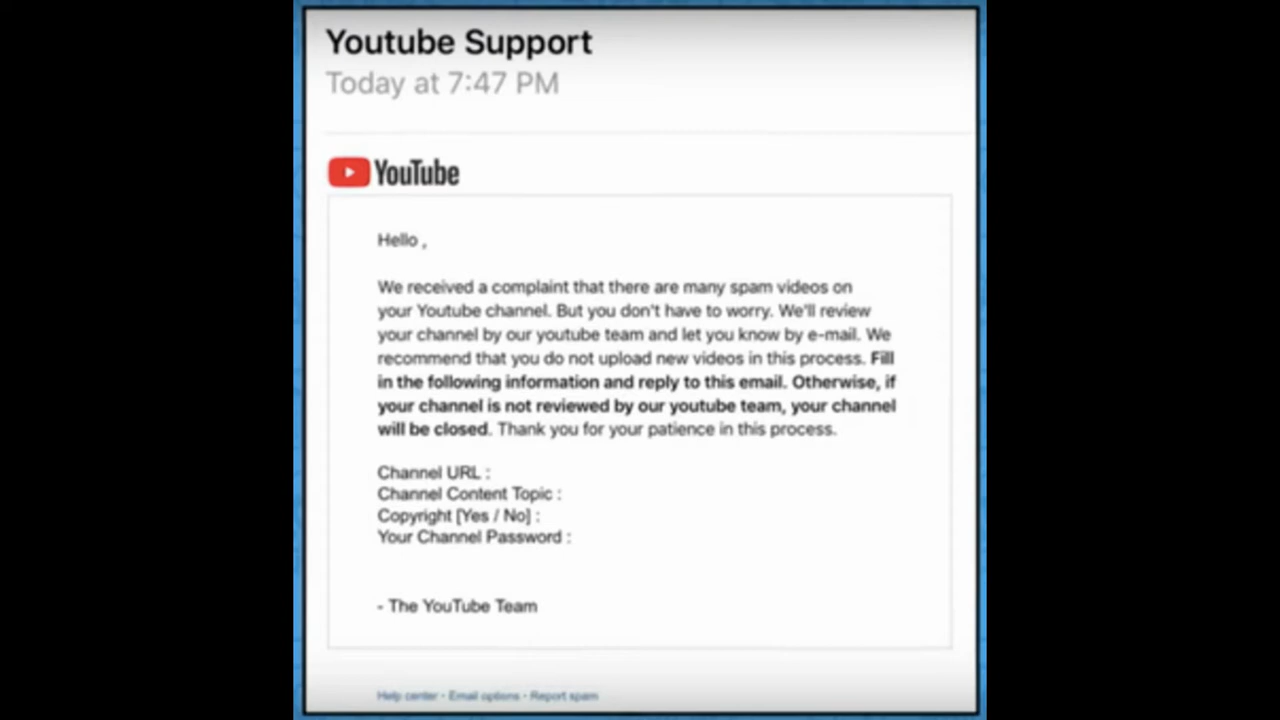 Youtube Support
Today at 7:47 PM
YouTube
Hello ,
We received a complaint that there are many spam videos on
your Youtube channel. But you don't have to worry. We'll review
your channel by our youtube team and let you know by e-mail. We
recommend that you do not upload new videos in this process. Fill
in the following information and reply to this email. Otherwise, if
your channel is not reviewed by our youtube team, your channel
will be closed. Thank you for your patience in this process.
Channel URL :
Channel Content Topic :
Copyright [Yes / No] :
Your Channel Password :
- The YouTube Team
Help center • Email options • Report spam